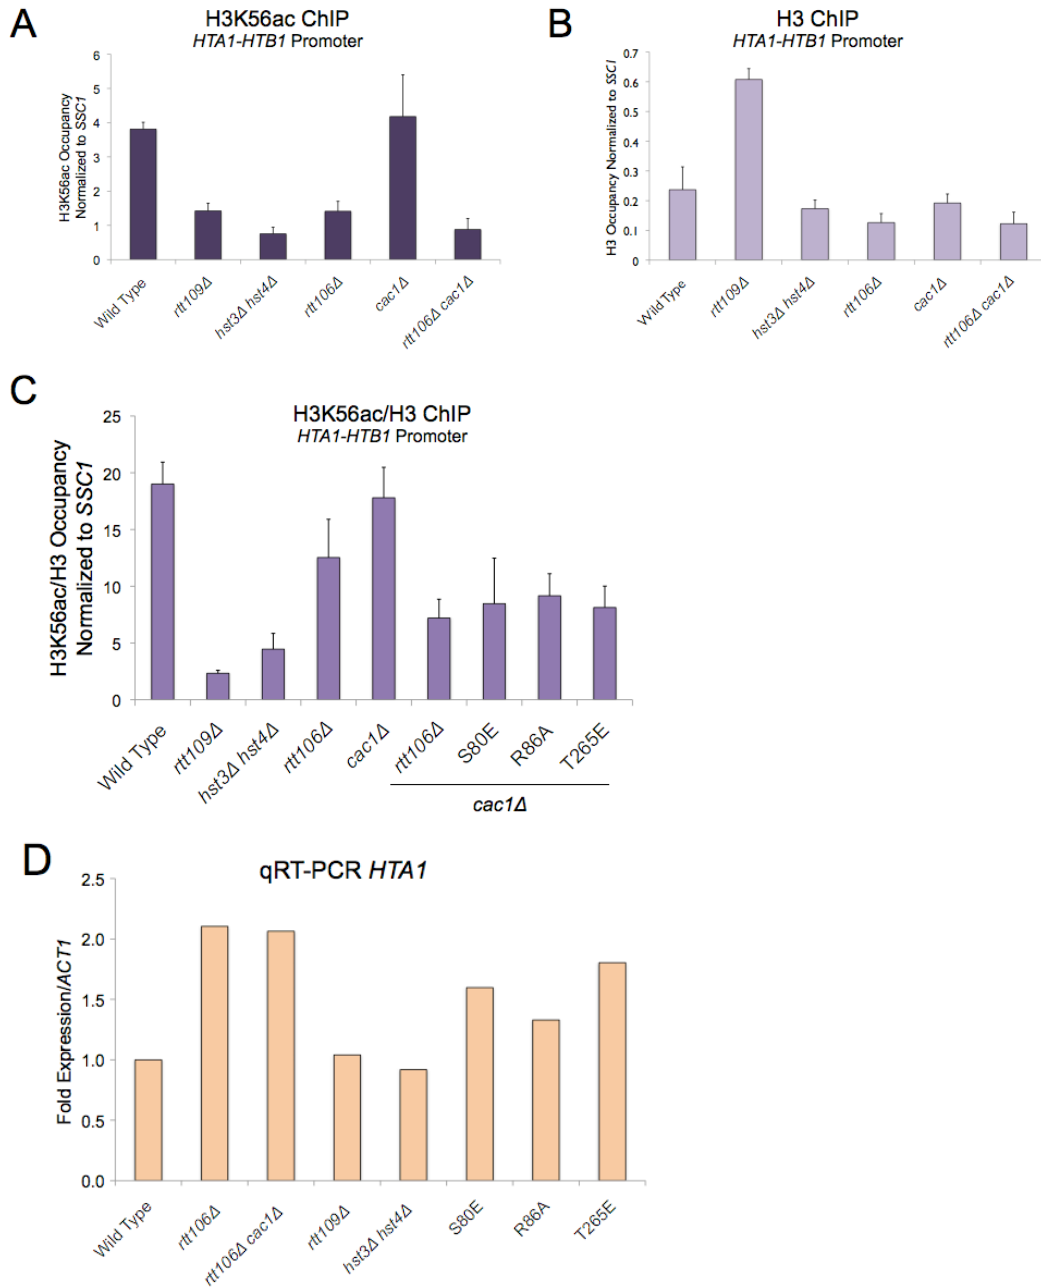 A
H3K56ac ChIP
HTA1-HTB1 Promoter
H3K56ac Occupancy
Normalized to SSC1
6
5
4
3
2
1
0
Wild Type
rtt109Δ
hst3Δ hst4Δ
rtt106Δ
cac1Δ
rtt106Δ cac1Δ
B
H3 ChIP
HTA1-HTB1 Promoter
H3 Occupancy Normalized to SSC1
0.7
0.6
0.5
0.4
0.3
0.2
0.1
0
Wild Type
rtt109Δ
hst3Δ hst4Δ
rtt106Δ
cac1Δ
rtt106Δ cac1Δ
C
H3K56ac/H3 ChIP
HTA1-HTB1 Promoter
H3K56ac/H3 Occupancy
Normalized to SSC1
25
20
15
10
5
0
Wild Type
rtt109Δ
hst3Δ hst4Δ
rtt106Δ
cac1Δ
rtt106Δ
S80E
R86A
T265E
cac1Δ
D
qRT-PCR HTA1
Fold Expression/ACT1
2.5
2.0
1.5
1.0
0.5
0.0
Wild Type
rtt106Δ
rtt106Δ cac1Δ
rtt109Δ
hst3Δ hst4Δ
S80E
R86A
T265E